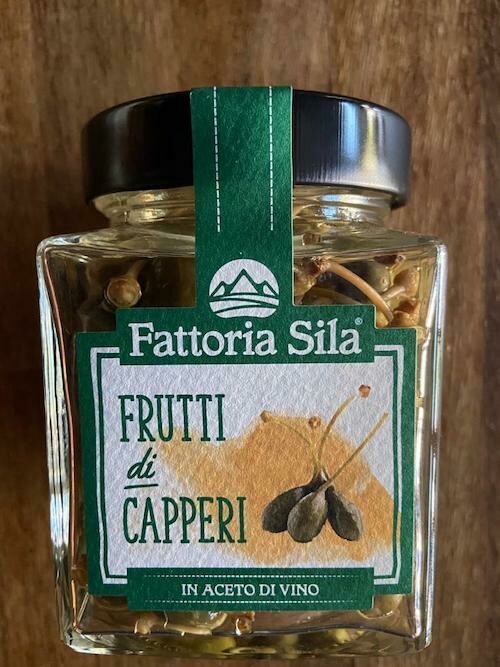 Fattoria Sila®
FRUTTI
di
CAPPERI
IN ACETO DI VINO